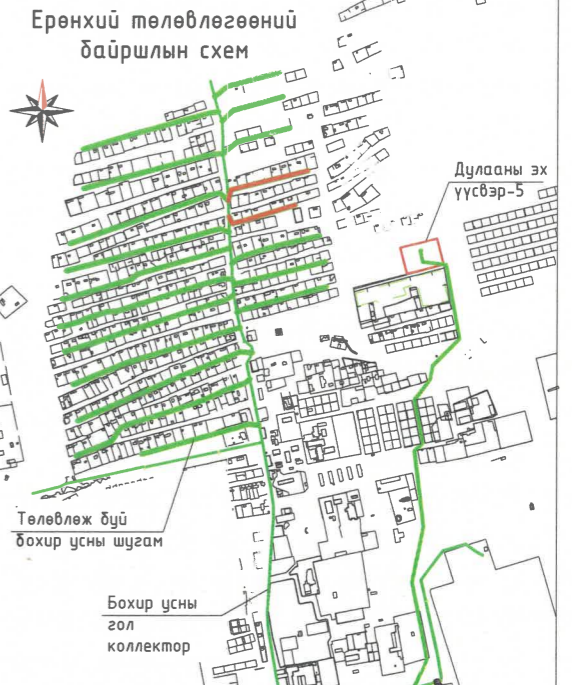 Ерөнхий төлөвлөгөөний
байршлын схем
Дулааны эх
үүсвэр-5
Төлөвлөж буй
бохир усны шугам
Бохир усны
гол
коллектор